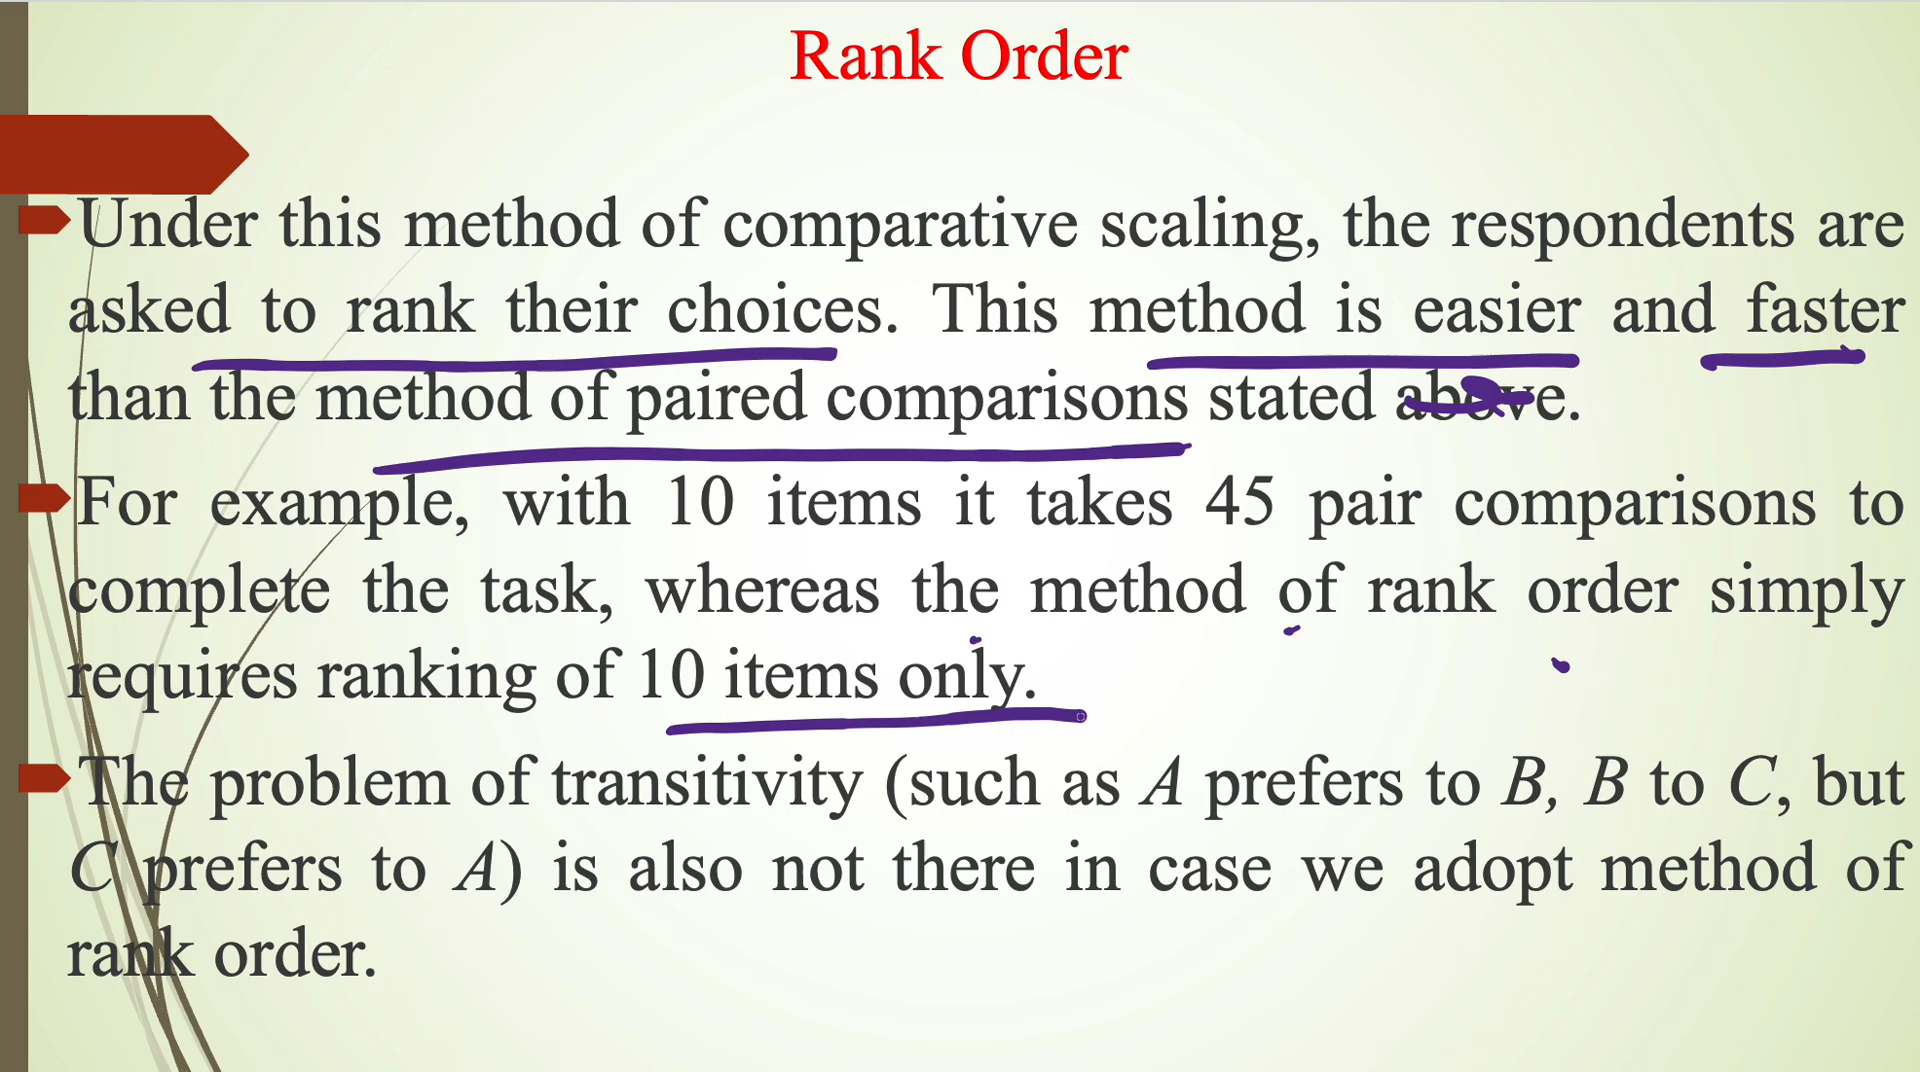 Rank Order
Under this method of comparative scaling, the respondents are
asked to rank their choices. This method is easier and faster
than the method of paired comparisons stated above.
For example, with 10 items it takes 45 pair comparisons to
complete the task, whereas the method of rank order simply
requires ranking of 10 items only.
The problem of transitivity (such as A prefers to B, B to C, but
C prefers to A) is also not there in case we adopt method of
rank order.